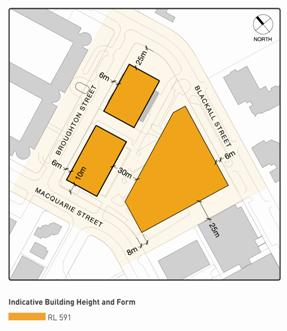 NORTH
25m
6m
BROUGHTON STREET
BLACKALL STREET
6m
10m
30m
6m
MACQUARIE STREET
25m
8m
Indicative Building Height and Form
RL 591